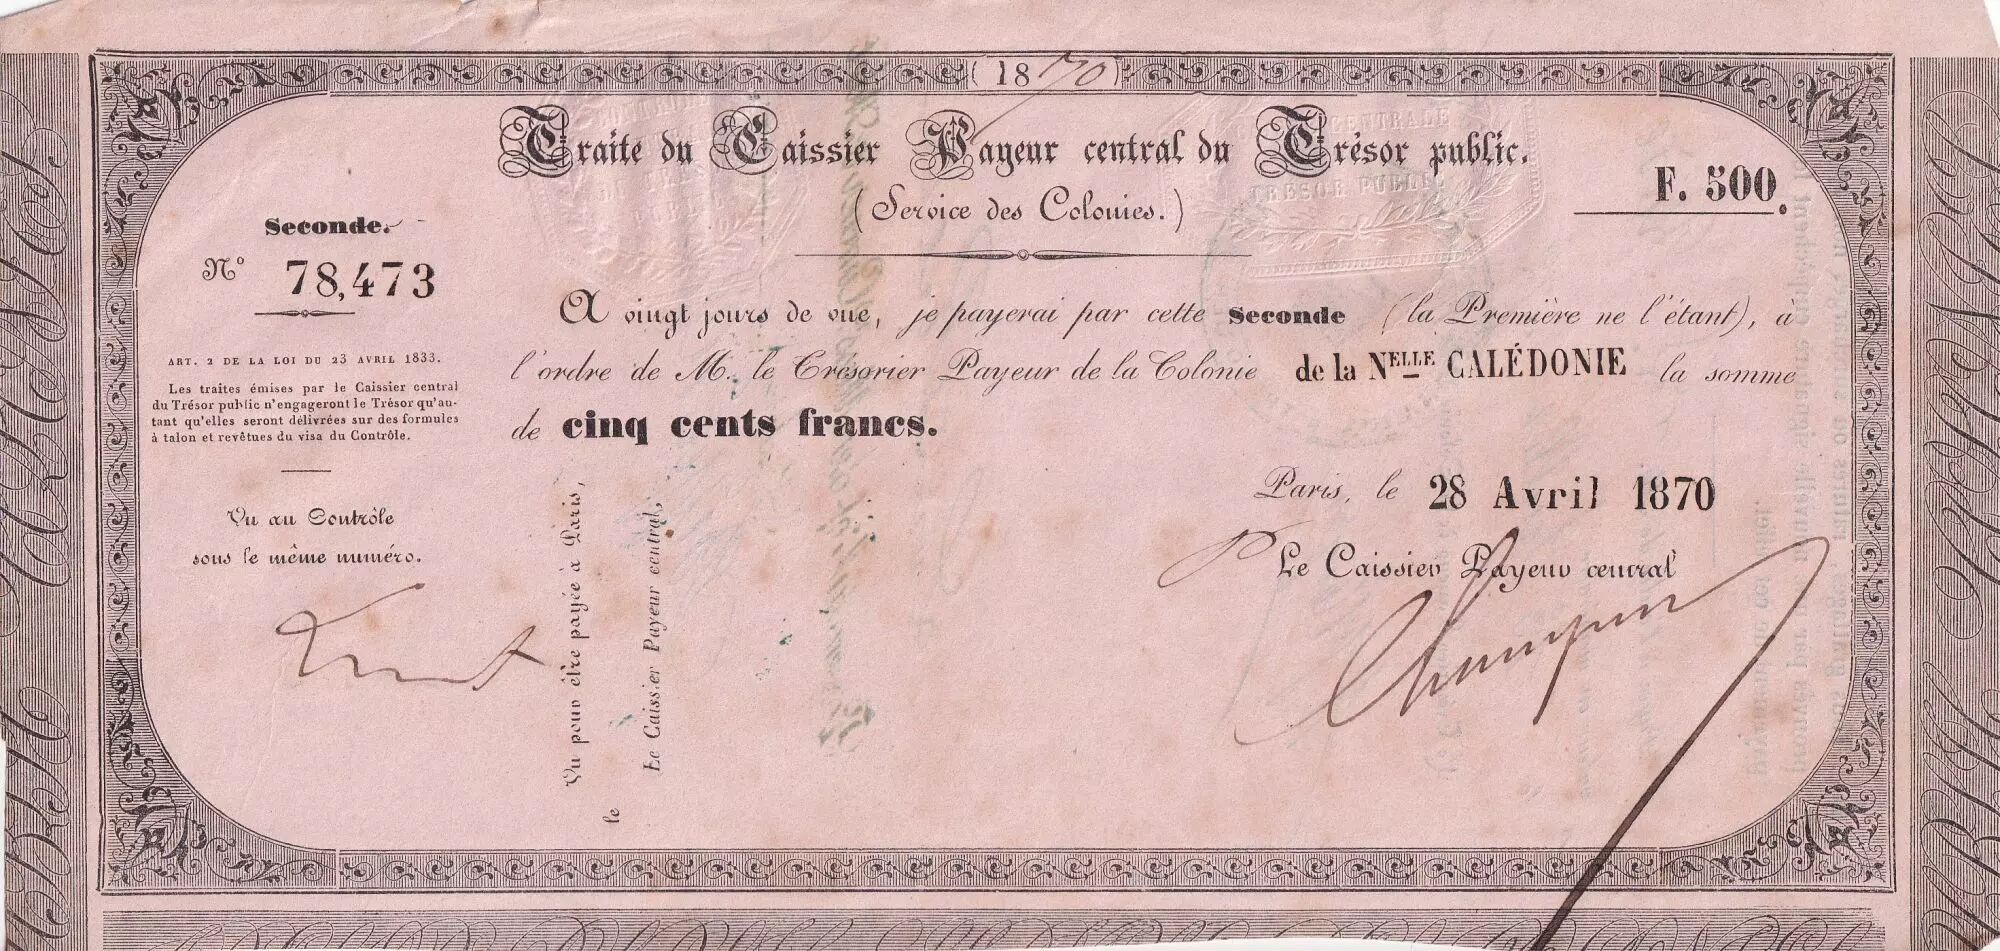 1870
Traite du Caissier Payeur central du Trésor public.
(Service des Colonies.)
F. 500.
Seconde.
Nº 78,473
ART. 2 DE LA LOI DU 23 AVRIL 1833.
Les traites émises par le Caissier central
du Trésor public n'engageront le Trésor qu'au-
tant qu'elles seront délivrées sur des formules
à talon et revêtues du visa du Contrôle.
Vu au Contrôle
sous le même numéro.
A vingt jours de vue, je payerai par cette Seconde (la Première ne l'étant), à
l'ordre de M. le Trésorier Payeur de la Colonie de la Nelle CALÉDONIE la somme
de cinq cents francs.
Paris, le 28 Avril 1870
Le Caissier Payeur central
Vu pour être payée à Paris,
le
Le Caissier Payeur central,
CENTRALE
TRÉSOR PUBLIC